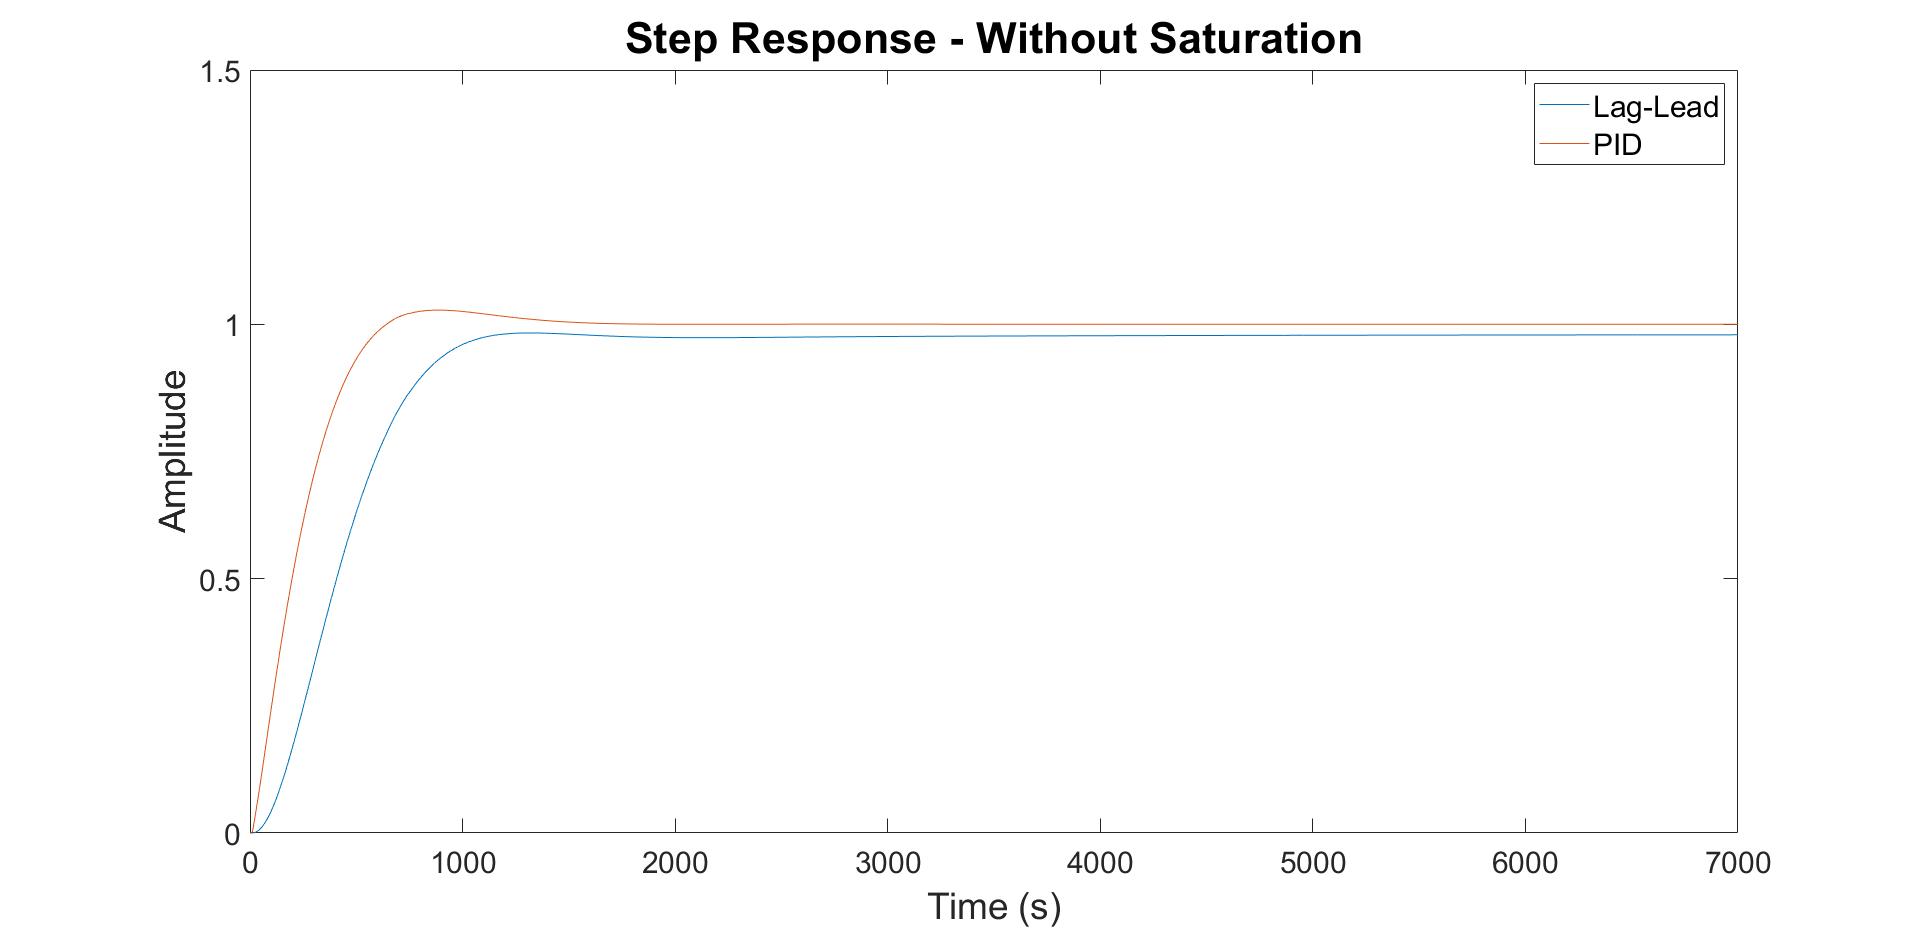 Step Response - Without Saturation
Lag-Lead
PID
1.5
1
0.5
0
Amplitude
0 1000 2000 3000 4000 5000 6000 7000
Time (s)